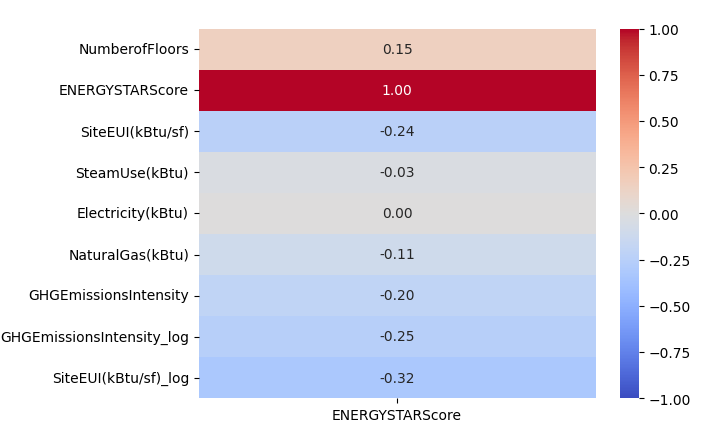 NumberofFloors 0.15
ENERGYSTARScore 1.00
SiteEUI(kBtu/sf) -0.24
SteamUse(kBtu) -0.03
Electricity(kBtu) 0.00
NaturalGas(kBtu) -0.11
GHGEmissionsIntensity -0.20
GHGEmissionsIntensity_log -0.25
SiteEUI(kBtu/sf)_log -0.32
ENERGYSTARScore
1.00
0.75
0.50
0.25
0.00
−0.25
−0.50
−0.75
−1.00